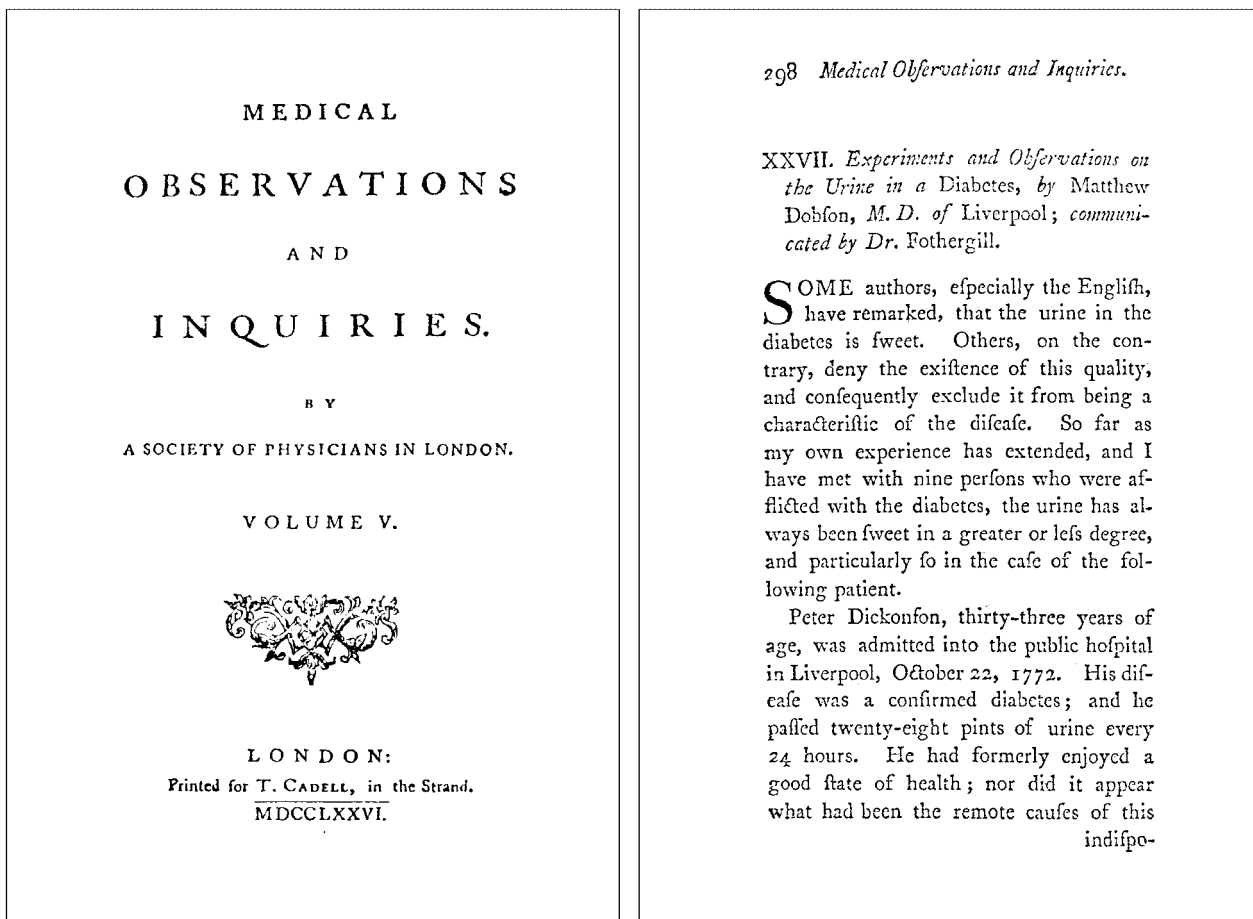 MEDICAL
OBSERVATIONS
AND
INQUIRIES.
BY
A SOCIETY OF PHYSICIANS IN LONDON.
VOLUME V.
LONDON:
Printed for T. CADELL, in the Strand.
MDCCLXXVI.
298 Medical Obſervations and Inquiries.
XXVII. Experiments and Obſervations on
the Urine in a Diabetes, by Matthew
Dobſon, M. D. of Liverpool; communi-
cated by Dr. Fothergill.
SOME authors, eſpecially the Engliſh,
have remarked, that the urine in the
diabetes is ſweet. Others, on the con-
trary, deny the exiſtence of this quality,
and conſequently exclude it from being a
characteriſtic of the diſeaſe. So far as
my own experience has extended, and I
have met with nine perſons who were af-
flicted with the diabetes, the urine has al-
ways been ſweet in a greater or leſs degree,
and particularly ſo in the caſe of the fol-
lowing patient.
Peter Dickonſon, thirty-three years of
age, was admitted into the public hoſpital
in Liverpool, October 22, 1772. His diſ-
eaſe was a confirmed diabetes; and he
paſſed twenty-eight pints of urine every
24 hours. He had formerly enjoyed a
good ſtate of health; nor did it appear
what had been the remote cauſes of this
indiſpo-